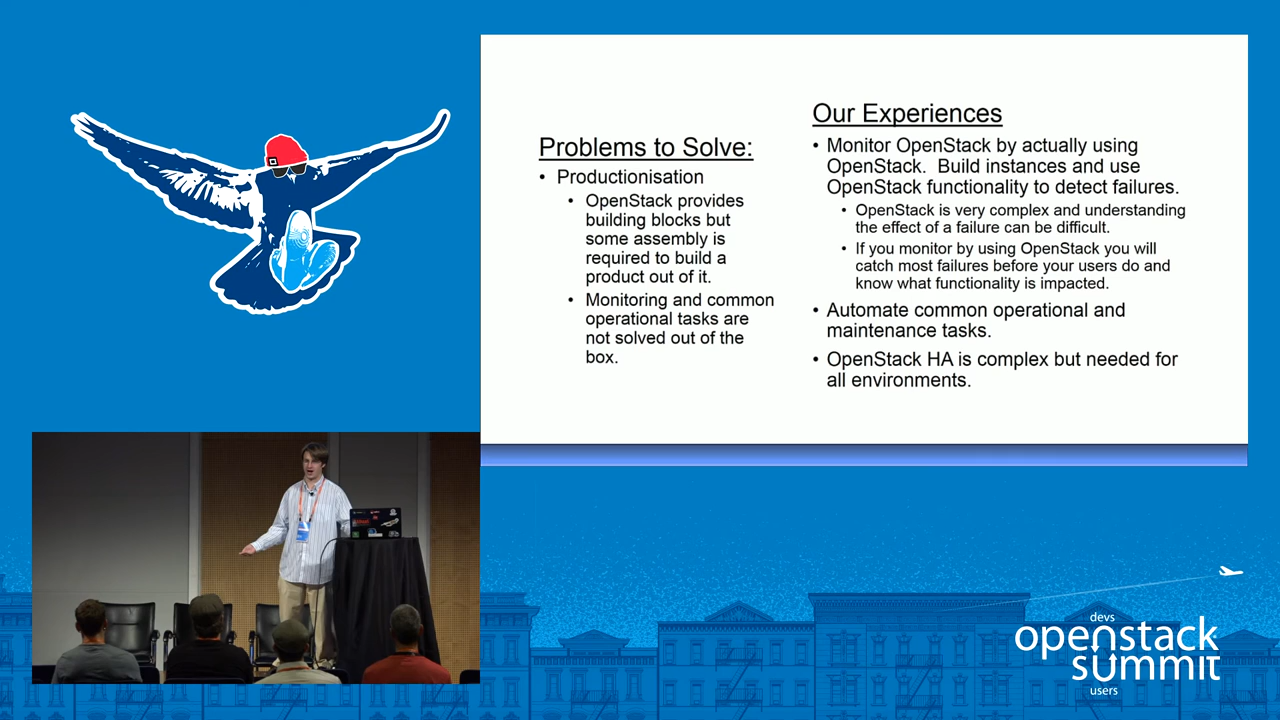 Problems to Solve:
• Productionisation
• OpenStack provides
building blocks but
some assembly is
required to build a
product out of it.
• Monitoring and common
operational tasks are
not solved out of the
box.
Our Experiences
• Monitor OpenStack by actually using
OpenStack. Build instances and use
OpenStack functionality to detect failures.
• OpenStack is very complex and understanding
the effect of a failure can be difficult.
• If you monitor by using OpenStack you will
catch most failures before your users do and
know what functionality is impacted.
• Automate common operational and
maintenance tasks.
• OpenStack HA is complex but needed for
all environments.
devs
openstack
summit
users